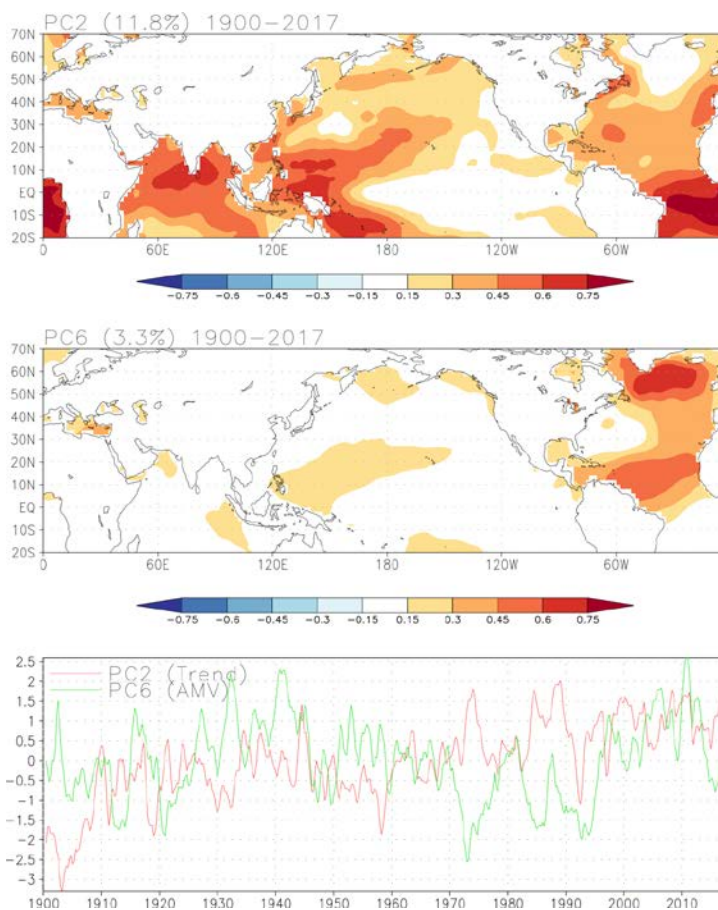 PC2 (11.8%) 1900-2017
70N
60N
50N
40N
30N
20N
10N
EQ
10S
20S
0 60E 120E 180 120W 60W
-0.75 -0.6 -0.45 -0.3 -0.15 0.15 0.3 0.45 0.6 0.75
PC6 (3.3%) 1900-2017
70N
60N
50N
40N
30N
20N
10N
EQ
10S
20S
0 60E 120E 180 120W 60W
-0.75 -0.6 -0.45 -0.3 -0.15 0.15 0.3 0.45 0.6 0.75
PC2 (Trend)
PC6 (AMV)
2.5
2
1.5
1
0.5
0
-0.5
-1
-1.5
-2
-2.5
-3
1900 1910 1920 1930 1940 1950 1960 1970 1980 1990 2000 2010